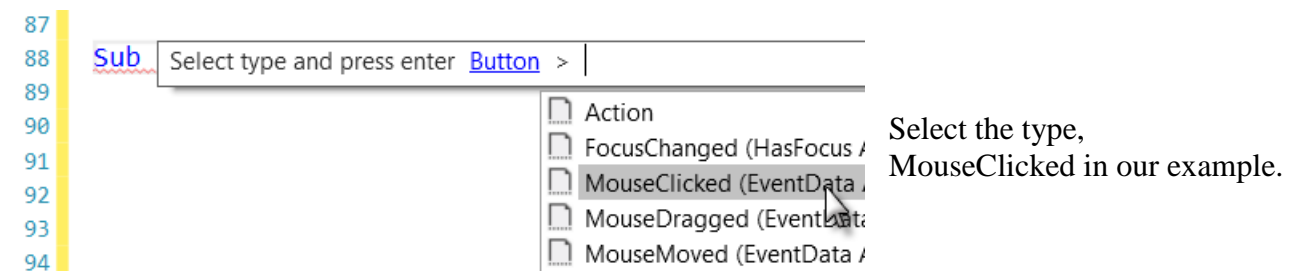 87
88 Sub Select type and press enter Button >
89
90 Action
91 FocusChanged (HasFocus A
92 MouseClicked (EventData A
93 MouseDragged (EventData
94 MouseMoved (EventData A
Select the type,
MouseClicked in our example.